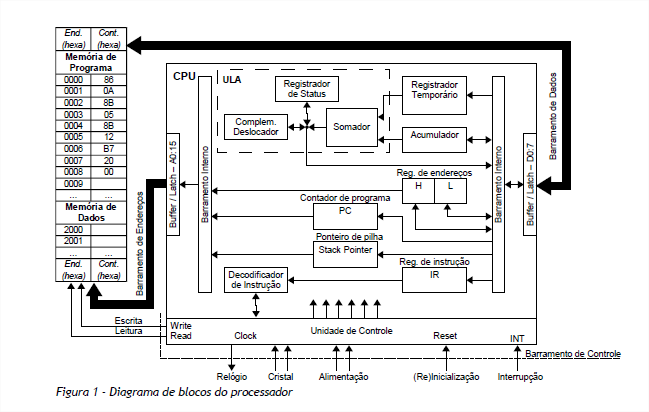 End. Cont.
(hexa) (hexa)
Memória de
Programa
0000 86
0001 0A
0002 8B
0003 05
0004 8B
0005 12
0006 B7
0007 20
0008 00
0009
... ...
Memória de
Dados
2000
2001
... ...
End. Cont.
(hexa) (hexa)
Barramento de Endereços
Buffer / Latch – A0:15
CPU
Barramento Interno
ULA
Registrador
de Status
Complem.
Deslocador
Somador
Registrador
Temporário
Acumulador
Reg. de endereços
H L
Contador de programa
PC
Ponteiro de pilha
Stack Pointer
Reg. de instrução
Decodificador
de Instrução
IR
Barramento Interno
Buffer / Latch – D0:7
Barramento de Dados
Escrita
Leitura
Write
Read
Clock
Unidade de Controle
Reset
INT
Barramento de Controle
Relógio
Cristal
Alimentação
(Re)Inicialização
Interrupção
Figura 1 - Diagrama de blocos do processador